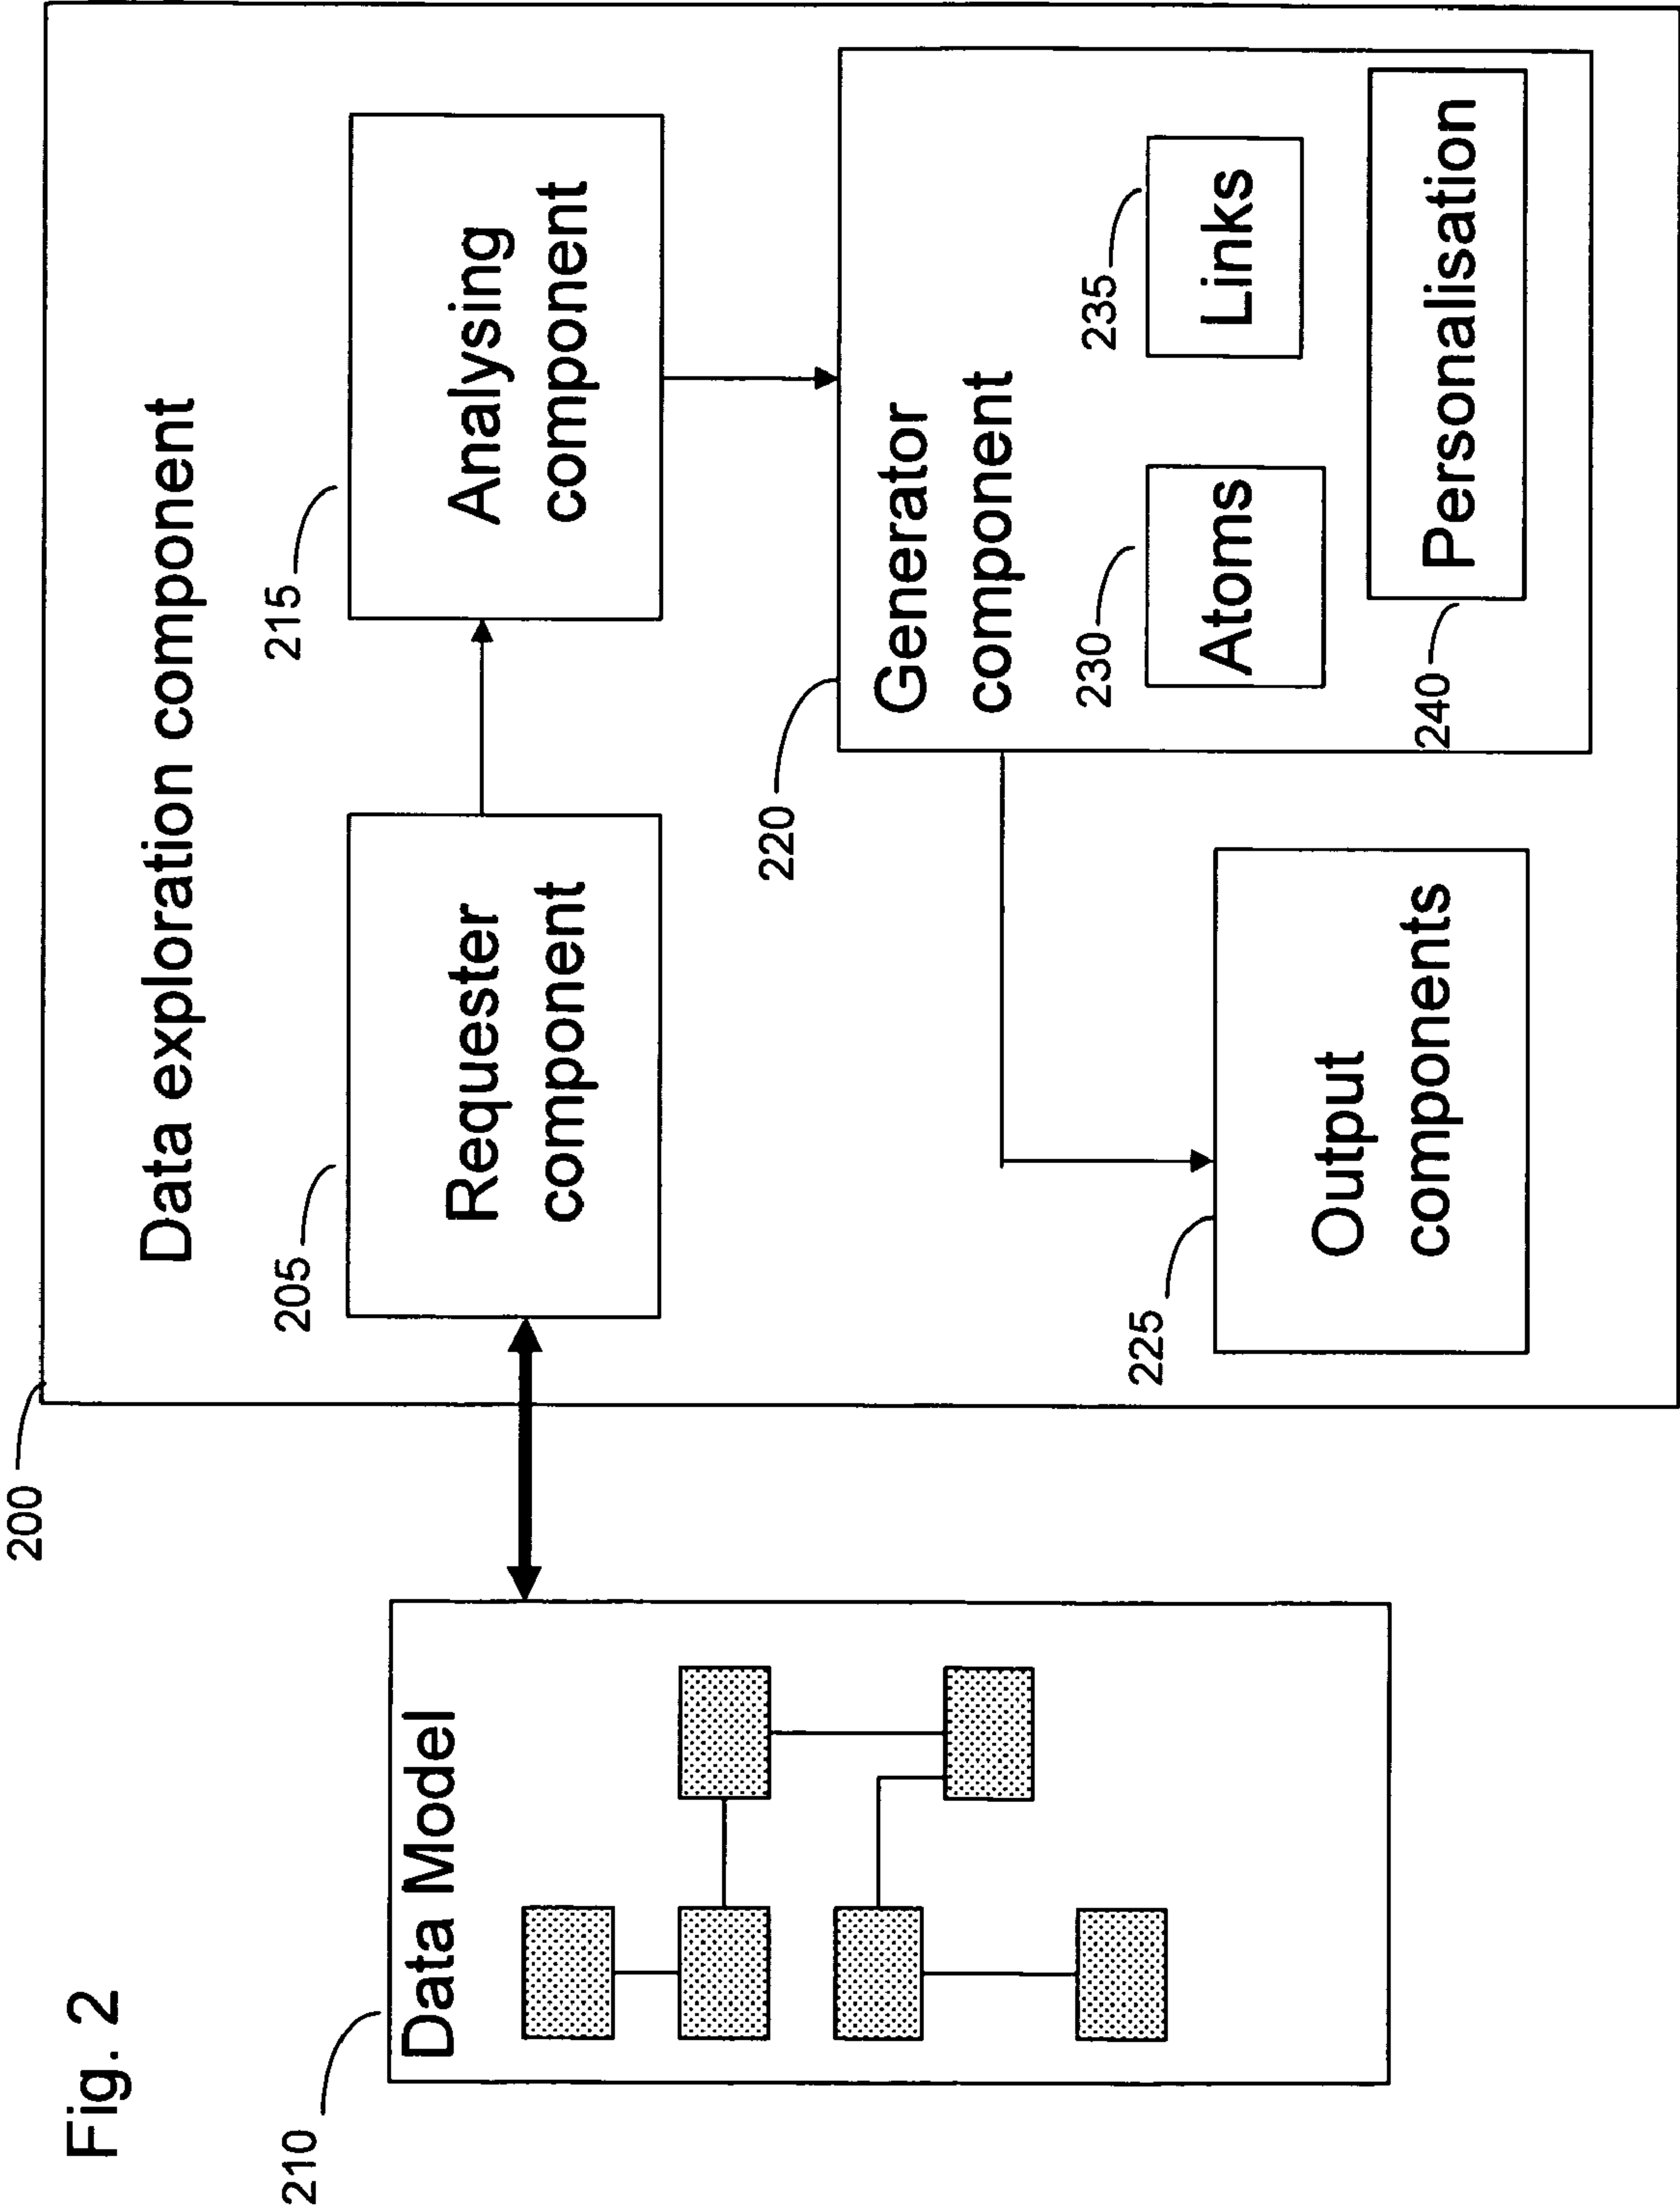 Fig. 2
200
210
Data Model
Data exploration component
205
Requester
component
215
Analysing
component
220
Generator
component
230
Atoms
235
Links
240
Personalisation
225
Output
components